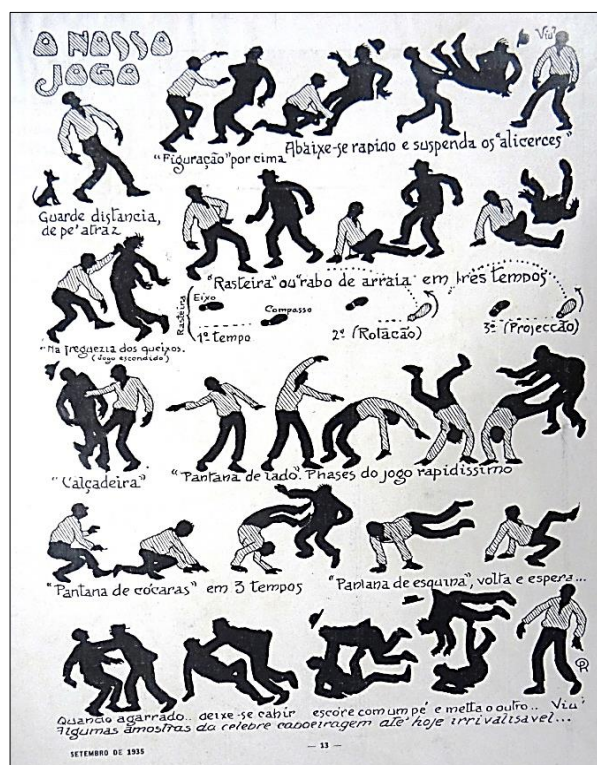 O NOSSO
JOGO
Viu?
"Figuração" por cima
Abaixe-se rapido e suspenda os "alicerces"
Guarde distancia,
de pé atraz
"Rasteira" ou "rabo de arraia" em tres tempos
Rasteira
Eixo
Compasso
1º tempo
2º (Rotacão)
3º (Projecção)
"Na freguezia dos queixos.
(Jogo escondido)
"Calçadeira"
"Pantana de lado". Phases do jogo rapidissimo
"Pantana de cócaras" em 3 tempos
"Pantana de esquina", volta e espera...
Quando agarrado.. deixe-se cahir escóre com um pé e metta o outro.. Viu?
Algumas amostras da celebre capoeiragem até hoje irrivalisavel...
SETEMBRO DE 1935
— 13 —